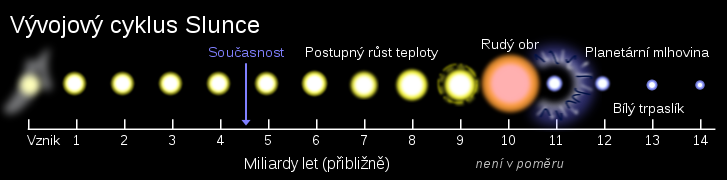 Vývojový cyklus Slunce
Současnost
Postupný růst teploty
Rudý obr
Planetární mlhovina
Bílý trpaslík
Vznik 1 2 3 4 5 6 7 8 9 10 11 12 13 14
Miliardy let (přibližně)
není v poměru